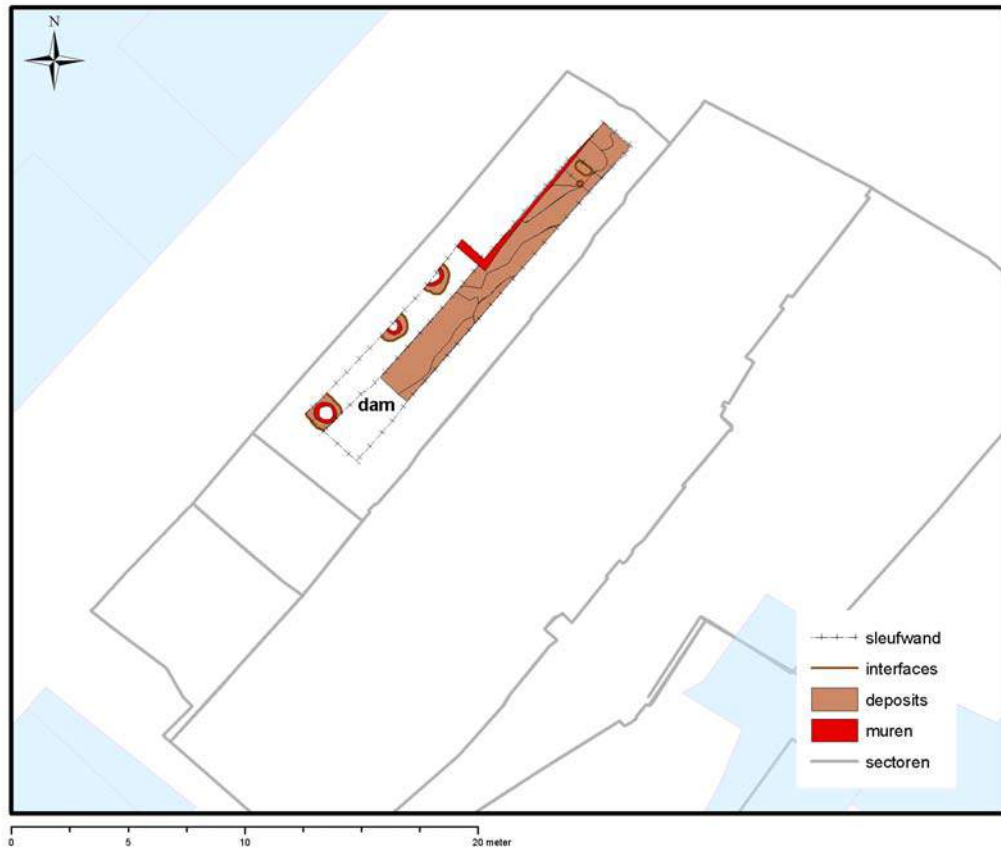 N
dam
sleufwand
interfaces
deposits
muren
sectoren
0 5 10 20 meter